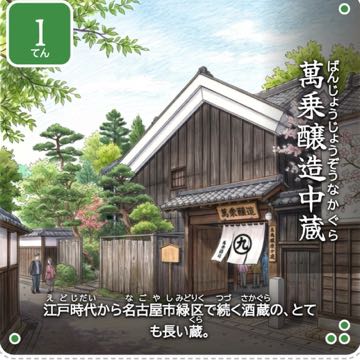 1
てん
ばんじょうじょうぞうなかぐら
萬乗醸造中蔵
萬乗醸造
九
えどじだい なごやしみどりく つづ さかぐら
江戸時代から名古屋市緑区で続く酒蔵の、とて
くら
も長い蔵。